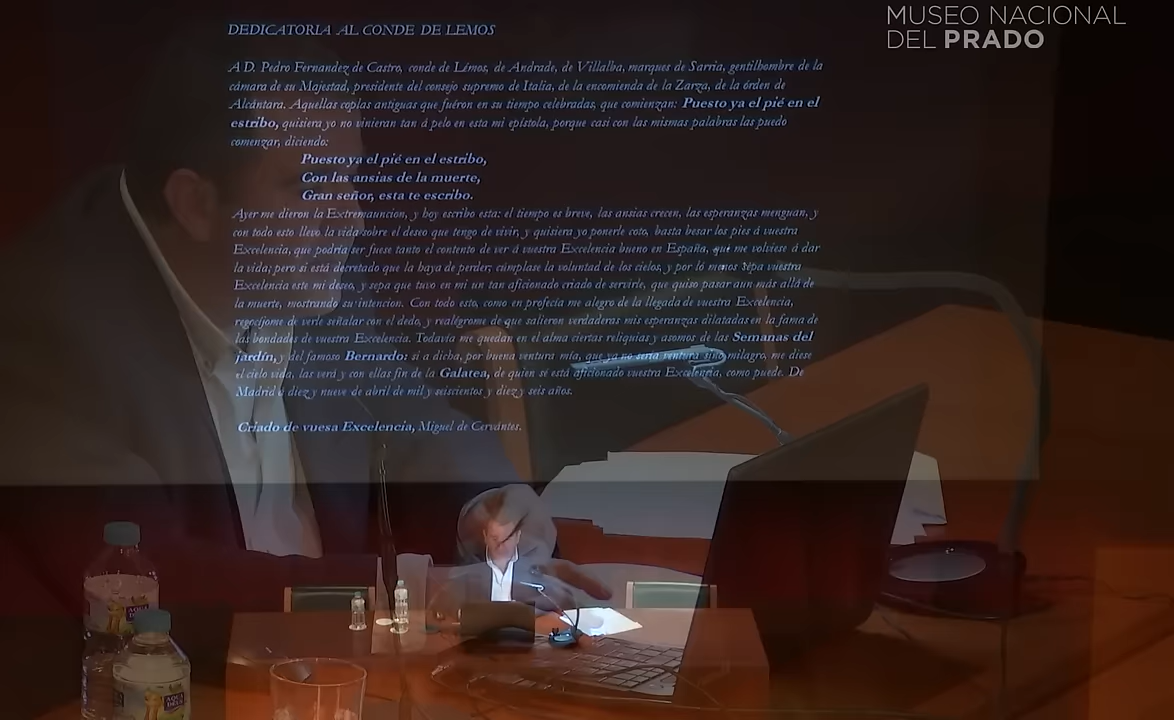 MUSEO NACIONAL
DEL PRADO
DEDICATORIA AL CONDE DE LEMOS
A D. Pedro Fernandez de Castro, conde de Lémos, de Andrade, de Villalba, marques de Sarria, gentilhombre de la
cámara de su Majestad, presidente del consejo supremo de Italia, de la encomienda de la Zarza, de la órden de
Alcántara. Aquellas coplas antiguas que fuéron en su tiempo celebradas, que comienzan: Puesto ya el pié en el
estribo, quisiera yo no vinieran tan á pelo en esta mi epístola, porque casi con las mismas palabras las puedo
comenzar, diciendo:
Puesto ya el pié en el estribo,
Con las ansias de la muerte,
Gran señor, esta te escribo.
Ayer me dieron la Extremauncion, y hoy escribo esta: el tiempo es breve, las ansias crecen, las esperanzas menguan, y
con todo esto llevo la vida sobre el deseo que tengo de vivir, y quisiera yo ponerle coto, basta besar los pies á vuestra
Excelencia, que podría ser fuese tanto el contento de ver á vuestra Excelencia bueno en España, que me volviese á dar
la vida; pero si está decretado que la haya de perder, cúmplase la voluntad de los cielos, y por ló menos sepa vuestra
Excelencia este mi deseo, y sepa que tuvo en mi un tan aficionado criado de servirle, que quiso pasar aun más allá de
la muerte, mostrando su intencion. Con todo esto, como en profecía me alegro de la llegada de vuestra Excelencia,
regocíjome de verle señalar con el dedo, y realégrome de que salieron verdaderas mis esperanzas dilatadas en la fama de
las bondades de vuestra Excelencia. Todavía me quedan en el alma ciertas reliquias y asomos de las Semanas del
jardín, y del famoso Bernardo: si a dicha, por buena ventura mía, que ya no sería ventura sino milagro, me diese
el cielo vida, las verá y con ellas fin de la Galatea, de quien sé está aficionado vuestra Excelencia, como puede. De
Madrid á diez y nueve de abril de mil y seiscientos y diez y seis años.
Criado de vuesa Excelencia, Miguel de Cervántes.